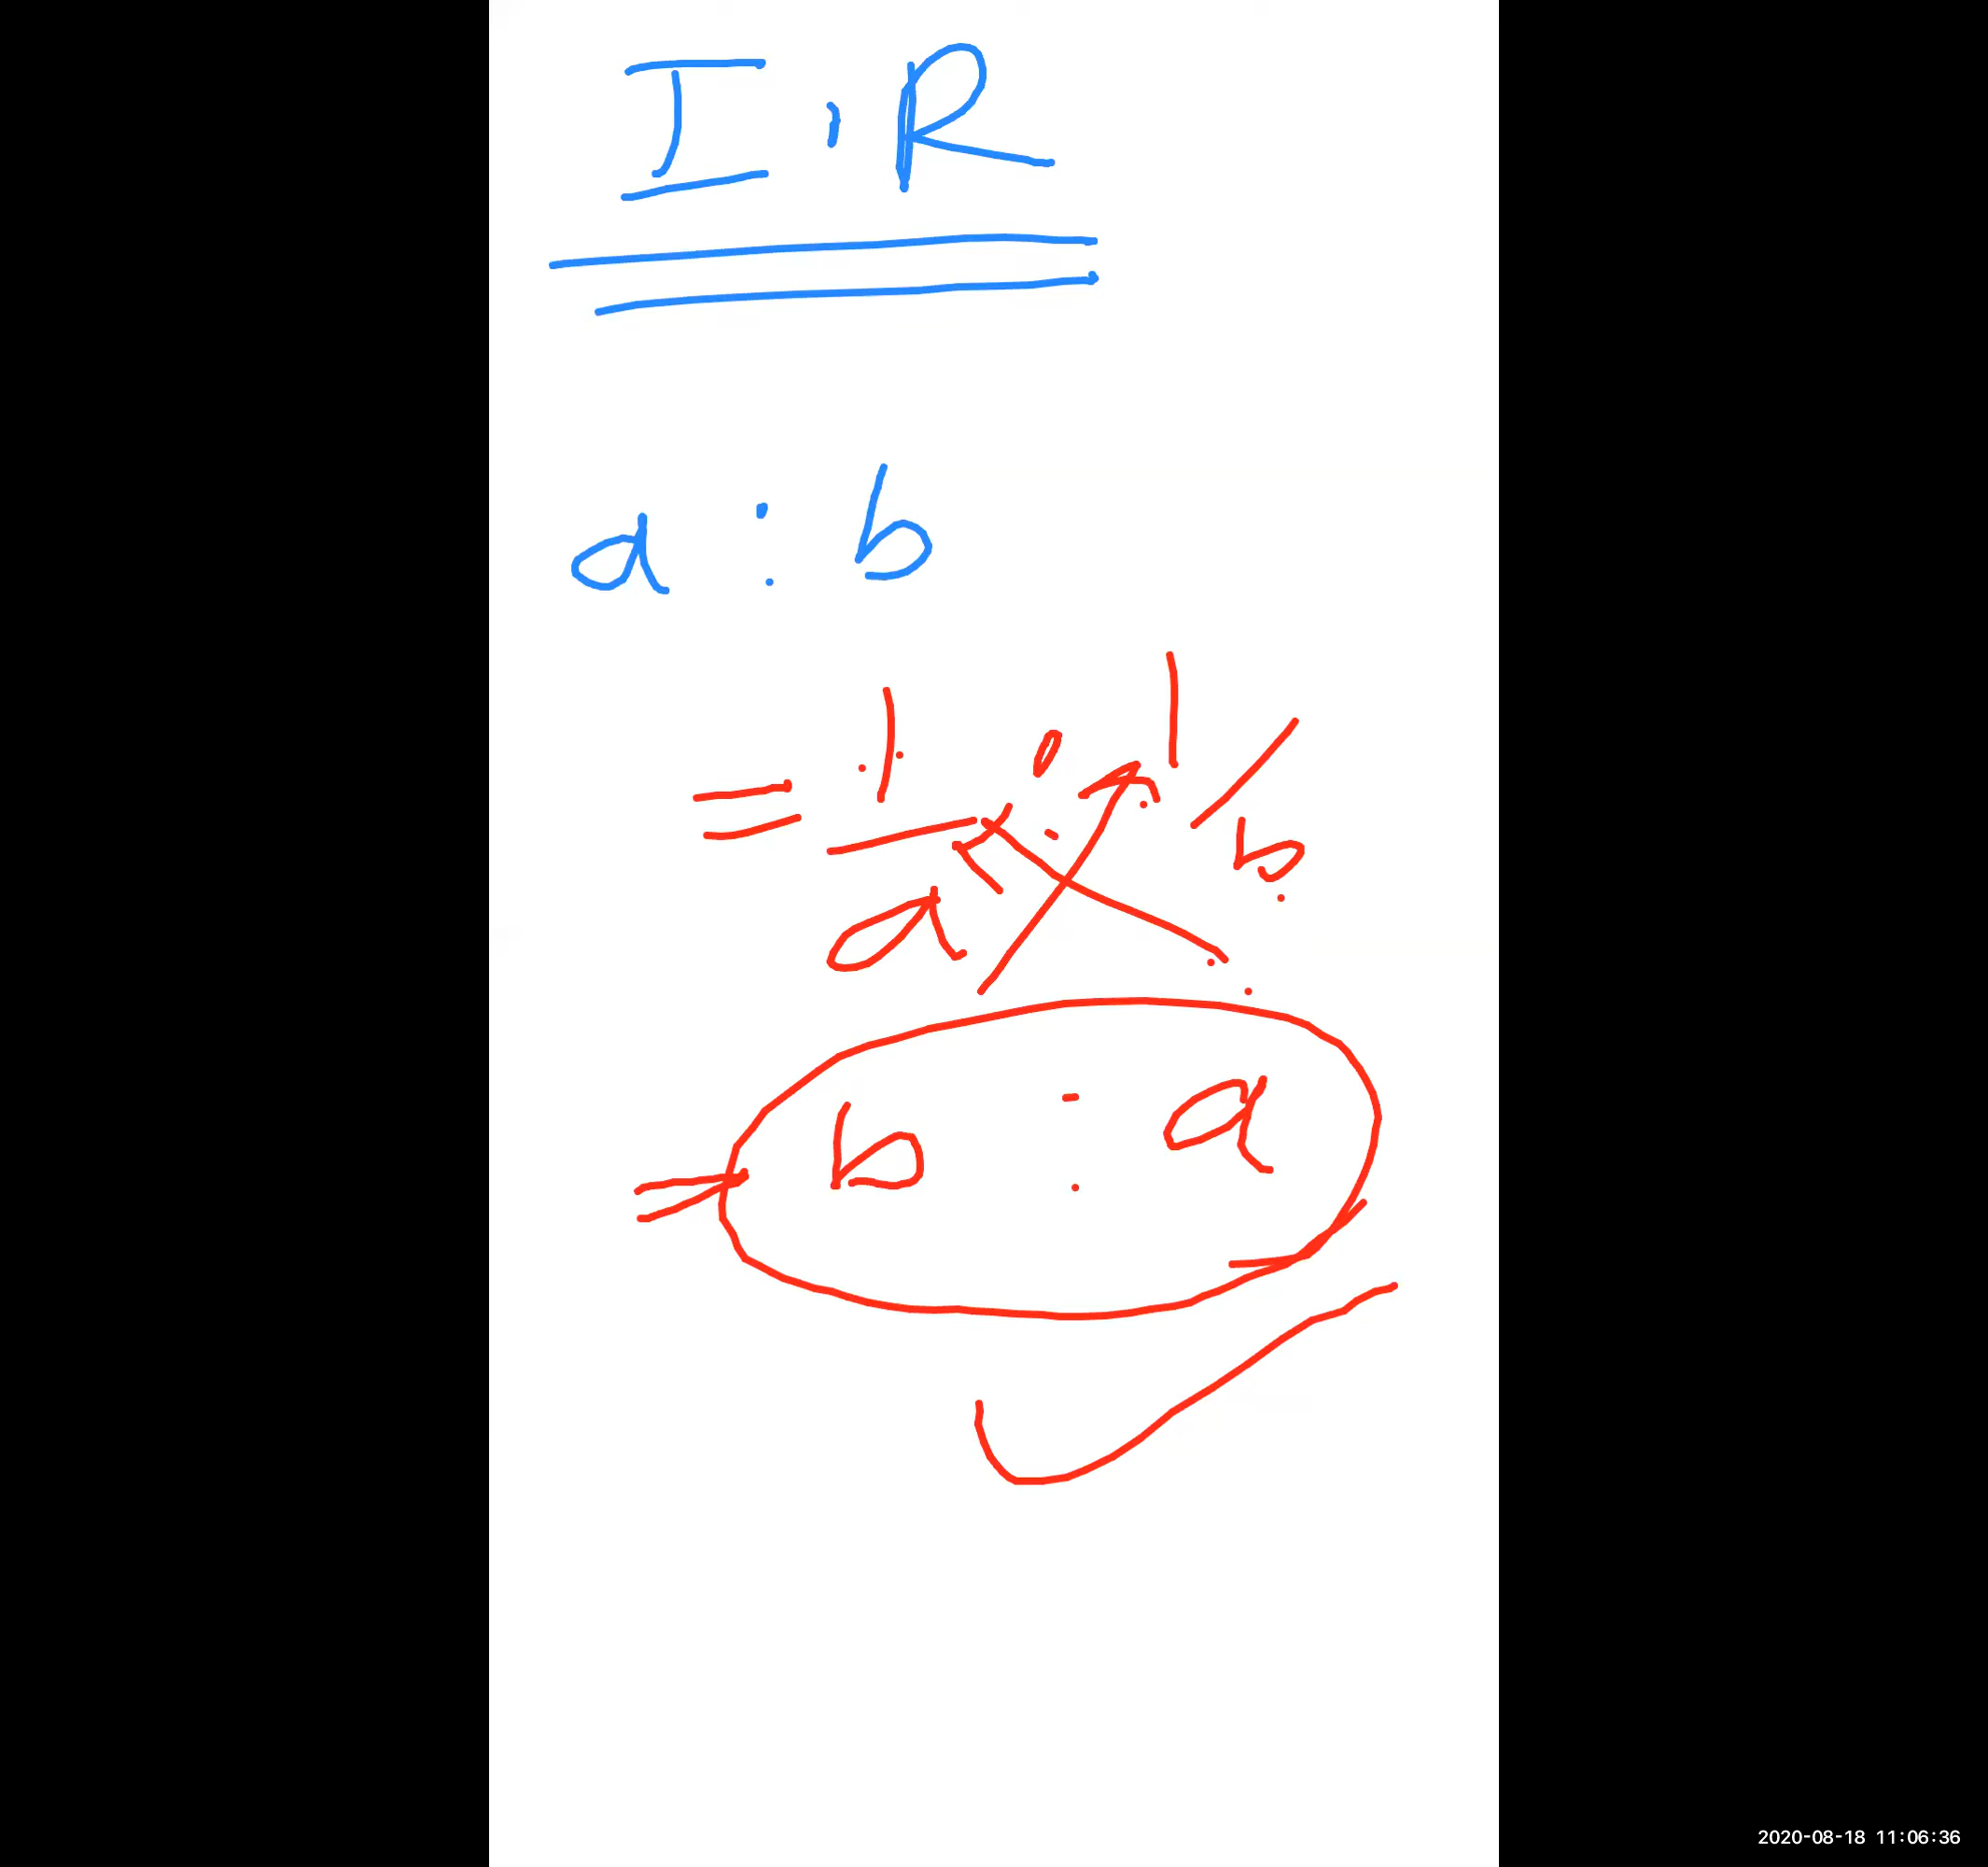 I.R
a : b
= 1/a : 1/b
= b : a
2020-08-18 11:06:36